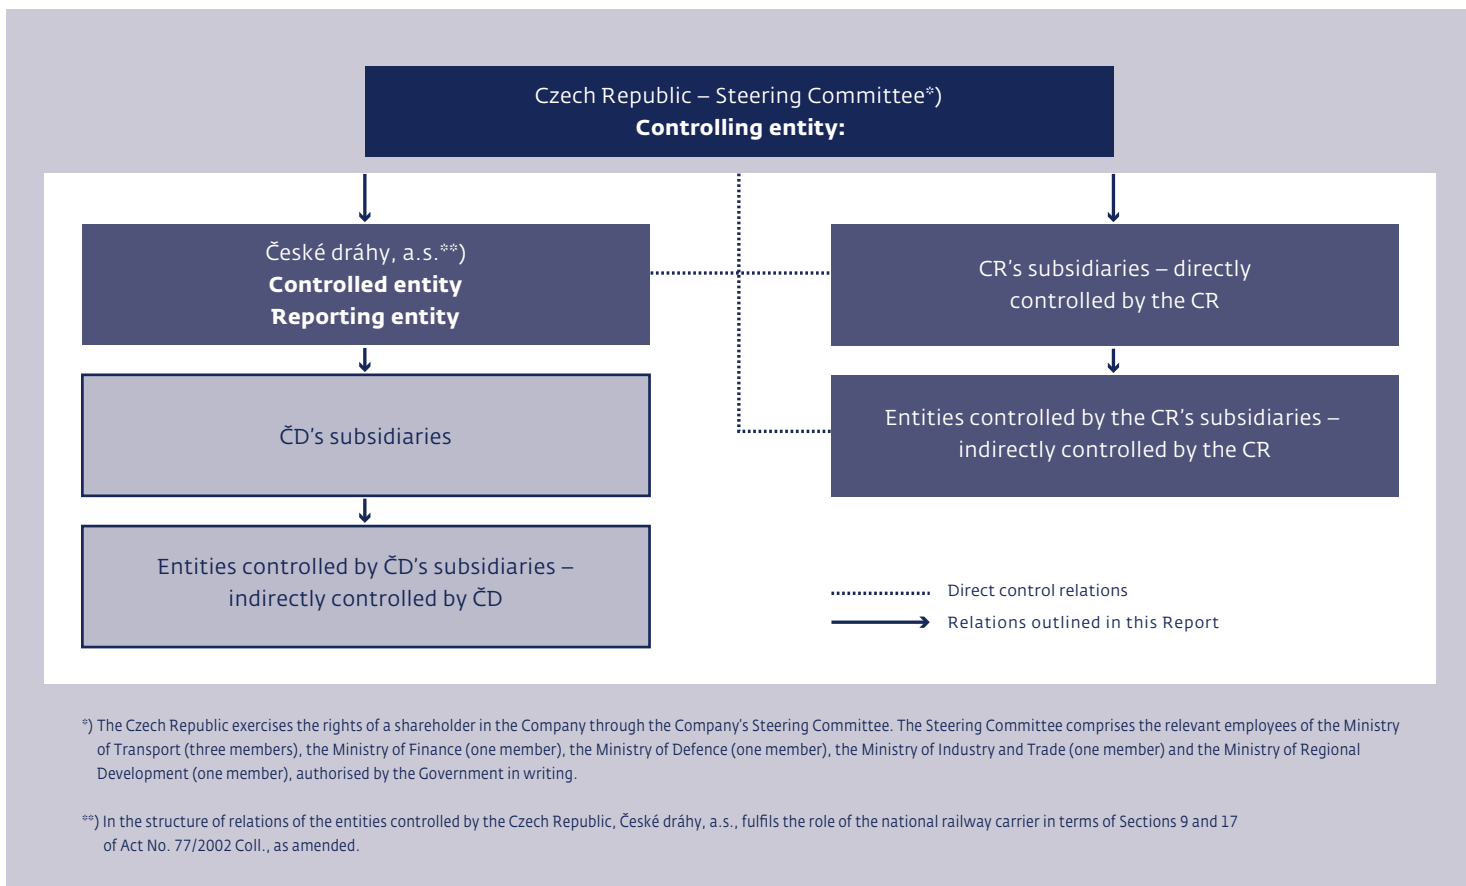 Czech Republic – Steering Committee*)
Controlling entity:
České dráhy, a.s.**)
Controlled entity
Reporting entity
CR's subsidiaries – directly
controlled by the CR
ČD's subsidiaries
Entities controlled by the CR's subsidiaries –
indirectly controlled by the CR
Entities controlled by ČD's subsidiaries –
indirectly controlled by ČD
Direct control relations
Relations outlined in this Report
*) The Czech Republic exercises the rights of a shareholder in the Company through the Company's Steering Committee. The Steering Committee comprises the relevant employees of the Ministry
of Transport (three members), the Ministry of Finance (one member), the Ministry of Defence (one member), the Ministry of Industry and Trade (one member) and the Ministry of Regional
Development (one member), authorised by the Government in writing.
**) In the structure of relations of the entities controlled by the Czech Republic, České dráhy, a.s., fulfils the role of the national railway carrier in terms of Sections 9 and 17
of Act No. 77/2002 Coll., as amended.